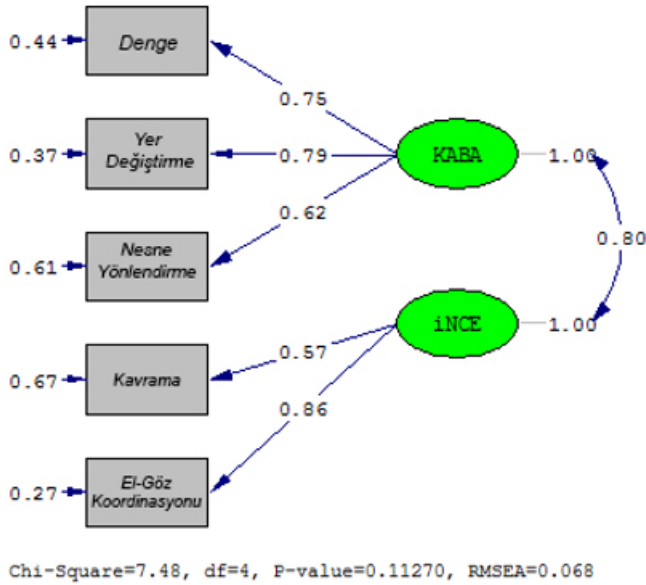 0.44
Denge
0.75
0.37
Yer
Değiştirme
0.79
KABA
1.00
0.62
0.80
0.61
Nesne
Yönlendirme
iNCE
1.00
0.57
0.67
Kavrama
0.86
0.27
El-Göz
Koordinasyonu
Chi-Square=7.48, df=4, P-value=0.11270, RMSEA=0.068